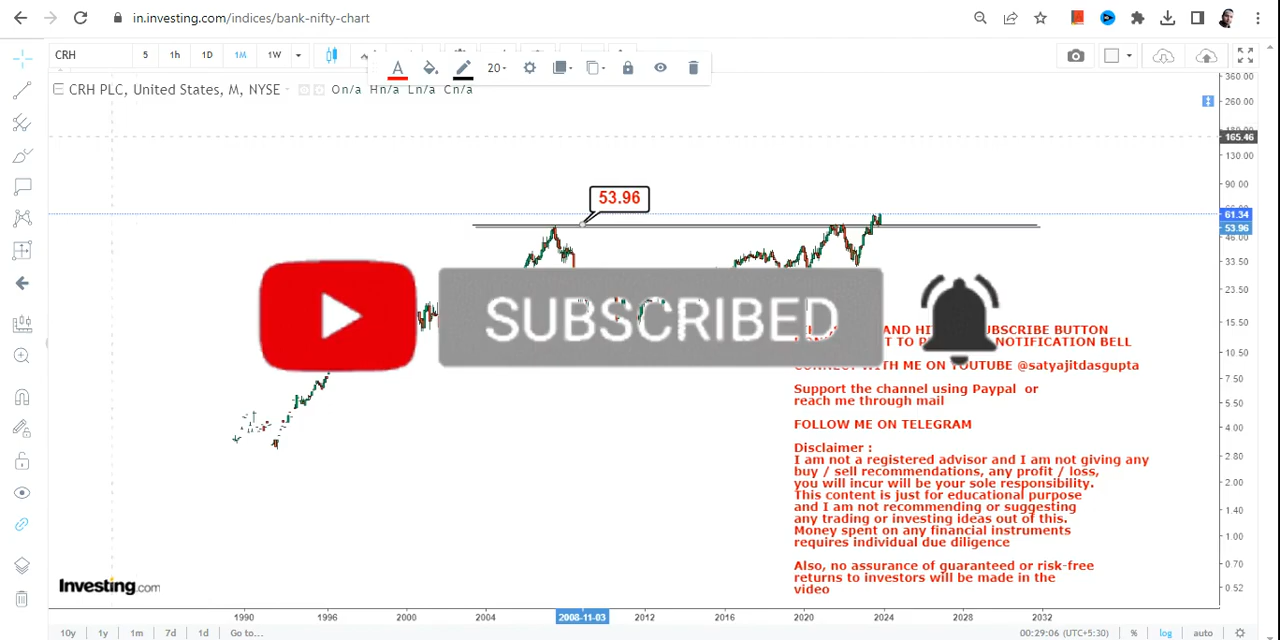 in.investing.com/indices/bank-nifty-chart
CRH 5 1h 1D 1M 1W
A 20
CRH PLC, United States, M, NYSE On/a Hn/a Ln/a Cn/a
360.00
260.00
165.46
130.00
90.00
53.96
61.34
53.96
46.00
33.50
23.50
15.50
10.50
7.50
5.50
4.00
2.80
2.00
1.40
1.00
0.70
0.52
SUBSCRIBED
AND HIT SUBSCRIBE BUTTON
NOTIFICATION BELL
CONNECT WITH ME ON YOUTUBE @satyajitdasgupta
Support the channel using Paypal or
reach me through mail
FOLLOW ME ON TELEGRAM
Disclaimer :
I am not a registered advisor and I am not giving any
buy / sell recommendations, any profit / loss,
you will incur will be your sole responsibility.
This content is just for educational purpose
and I am not recommending or suggesting
any trading or investing ideas out of this.
Money spent on any financial instruments
requires individual due diligence
Also, no assurance of guaranteed or risk-free
returns to investors will be made in the
video
Investing.com
1990 1996 2000 2004 2008-11-03 2012 2016 2020 2024 2028 2032
10y 1y 1m 7d 1d Go to... 00:29:06 (UTC+5:30) % log auto